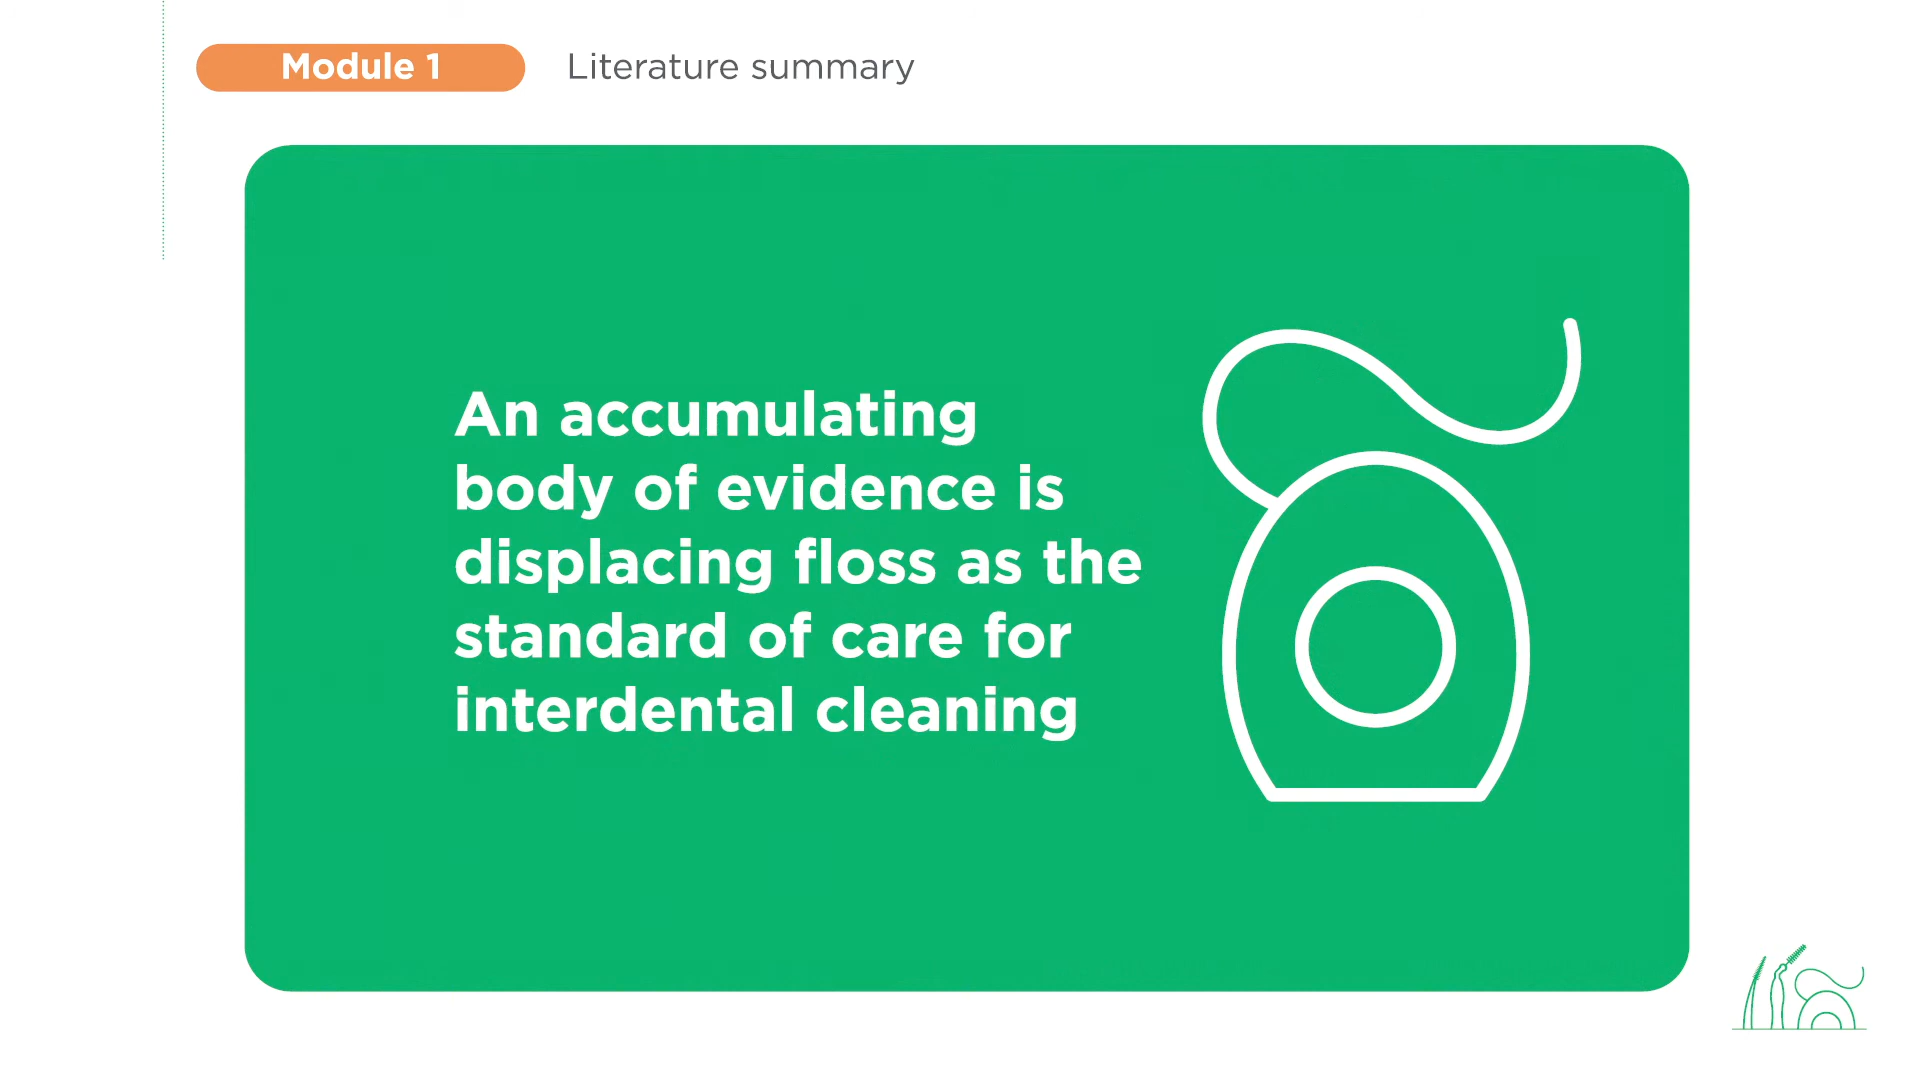 Module 1
Literature summary
An accumulating
body of evidence is
displacing floss as the
standard of care for
interdental cleaning